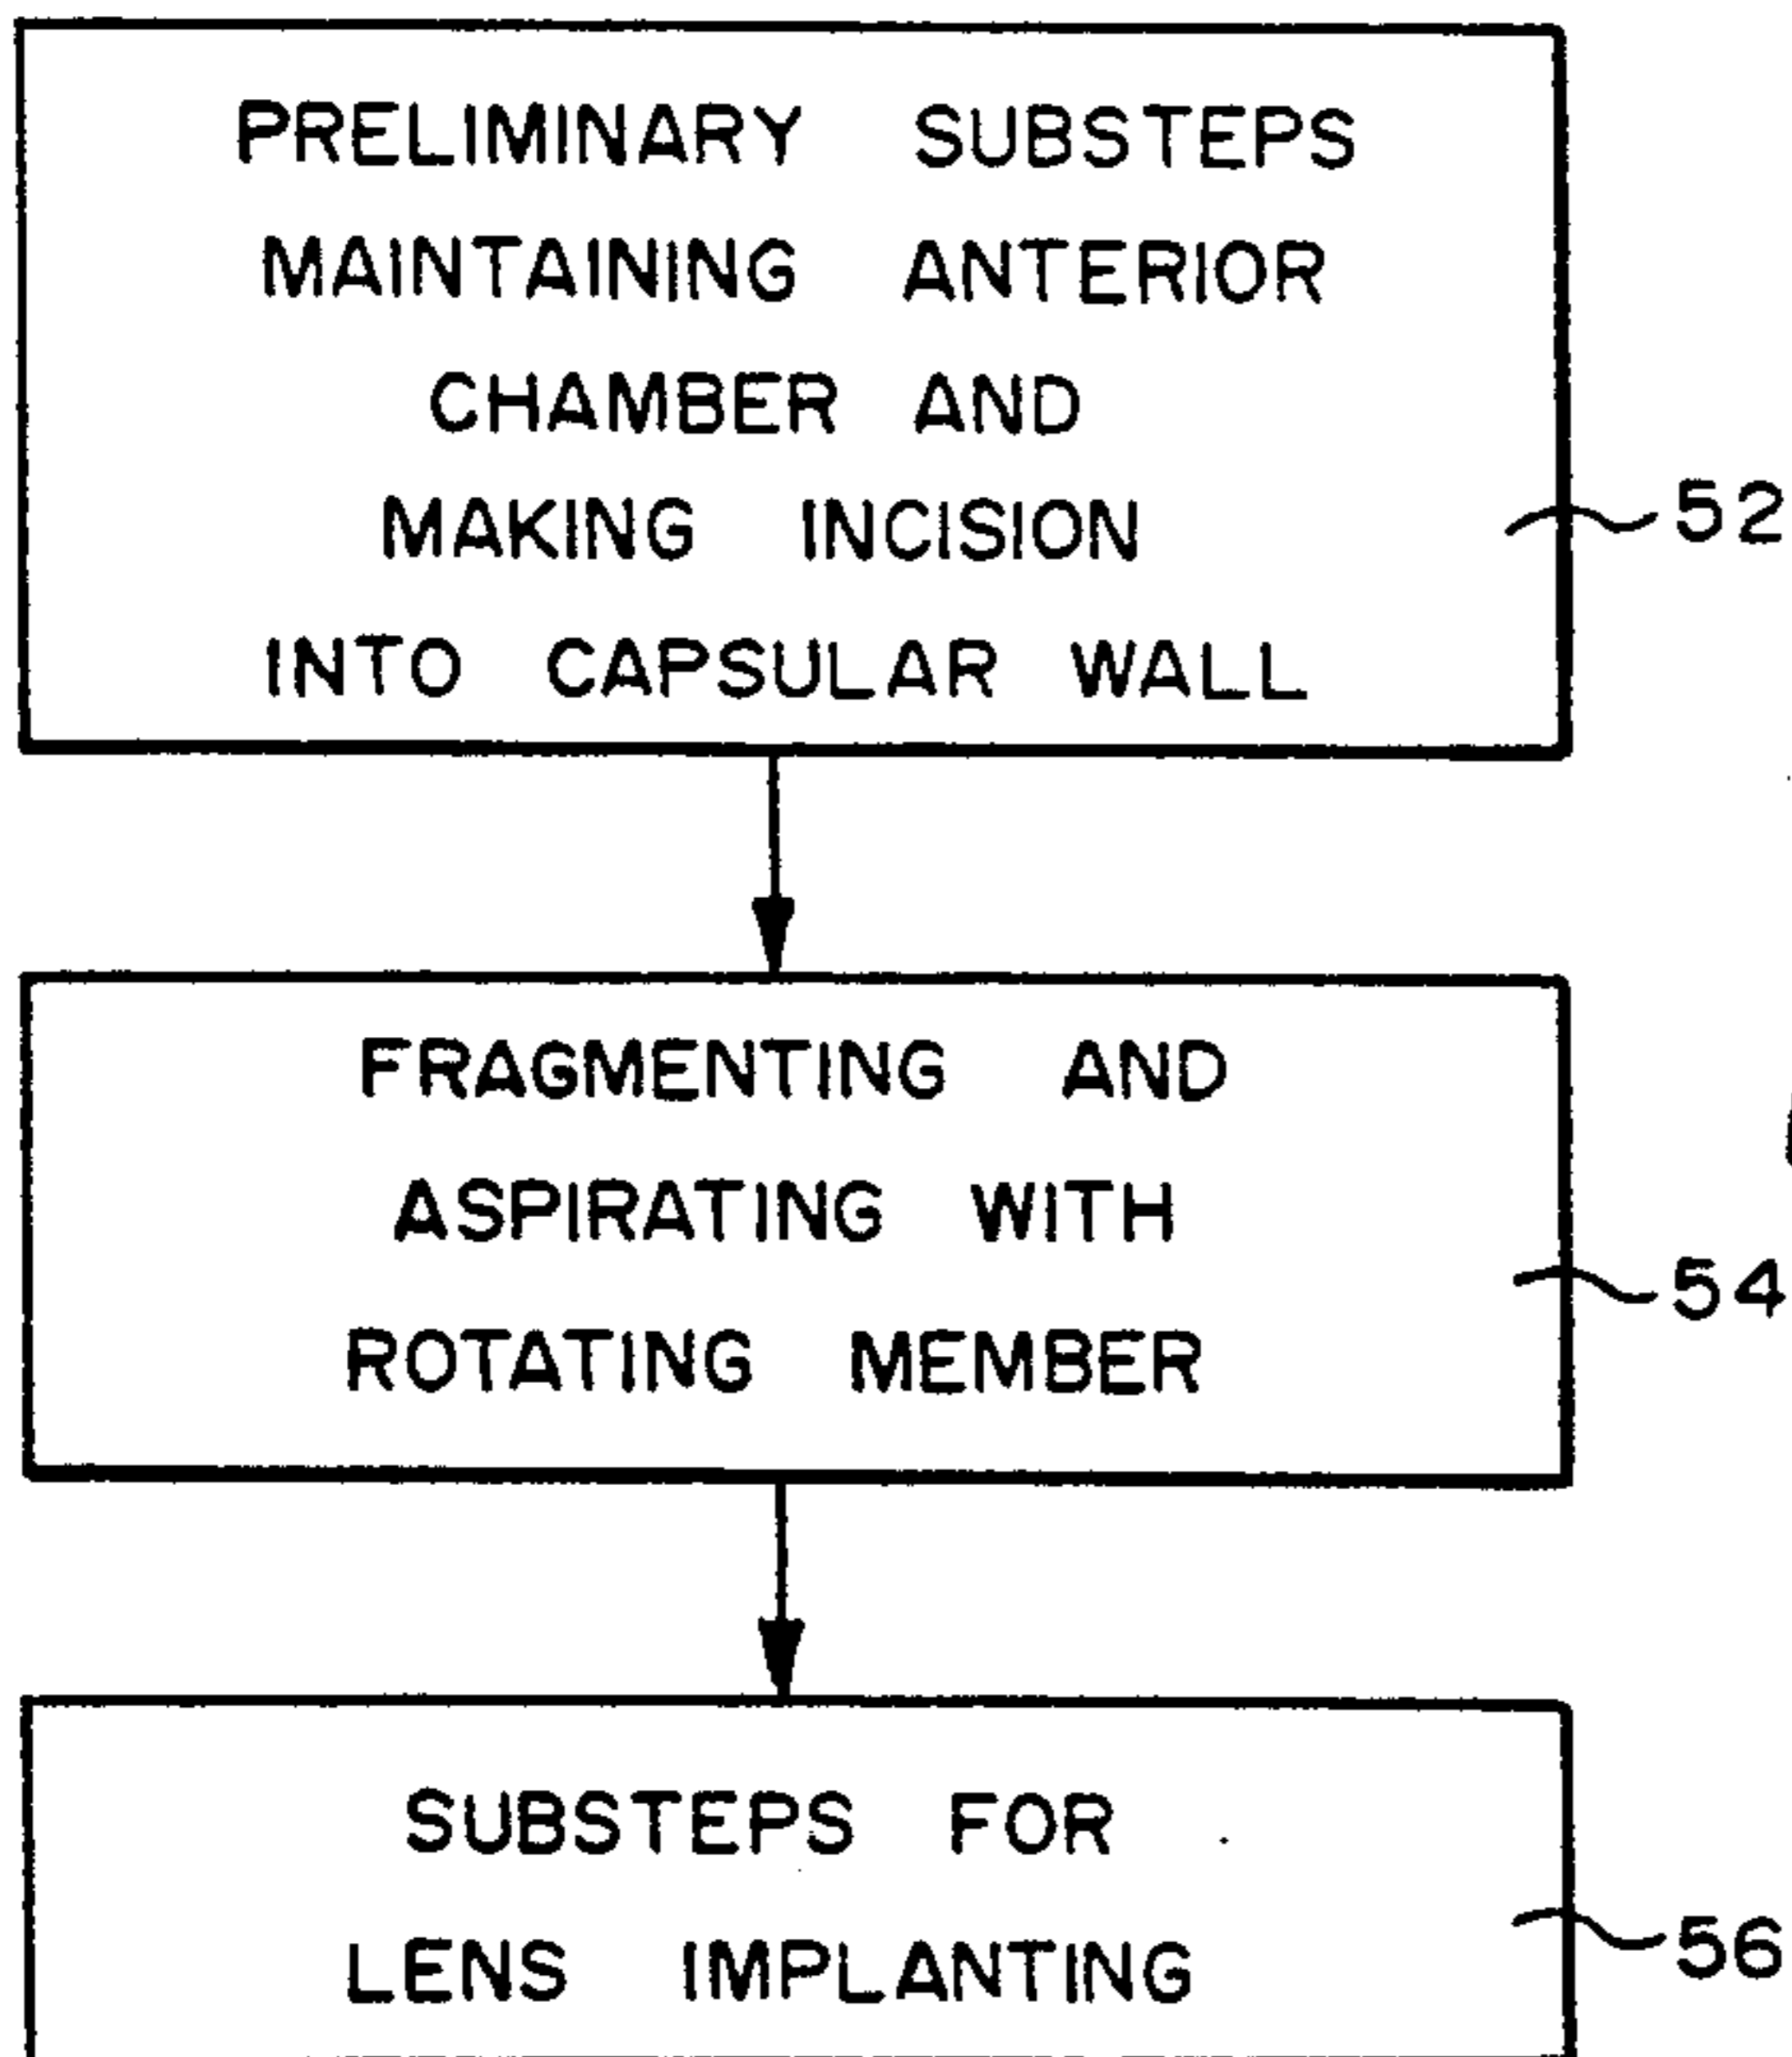 PRELIMINARY SUBSTEPS
MAINTAINING ANTERIOR
CHAMBER AND
MAKING INCISION
INTO CAPSULAR WALL
52
FRAGMENTING AND
ASPIRATING WITH
ROTATING MEMBER
54
SUBSTEPS FOR
LENS IMPLANTING
56